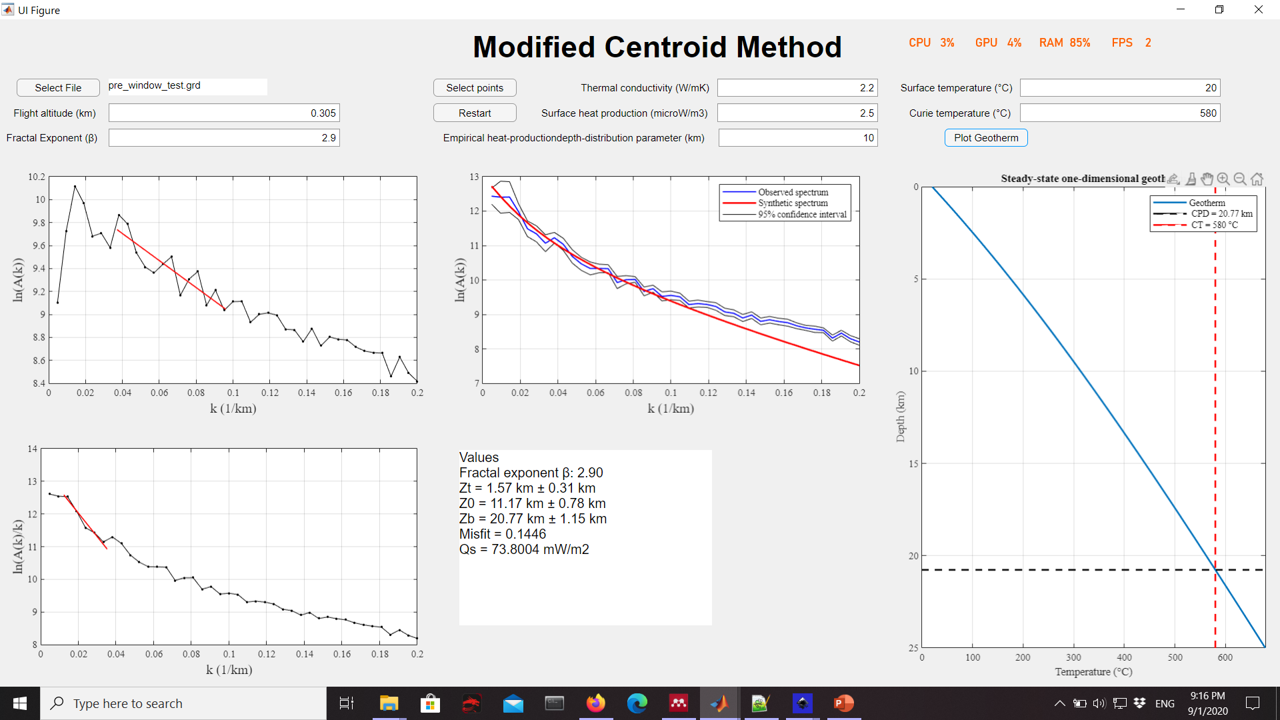 UI Figure
Modified Centroid Method
CPU 3% GPU 4% RAM 85% FPS 2
Select File pre_window_test.grd
Flight altitude (km) 0.305
Fractal Exponent (β) 2.9
Select points Thermal conductivity (W/mK) 2.2
Restart Surface heat production (microW/m3) 2.5
Empirical heat-productiondepth-distribution parameter (km) 10
Surface temperature (°C) 20
Curie temperature (°C) 580
Plot Geotherm
10.2
10
9.8
9.6
9.4
9.2
9
8.8
8.6
8.4
ln(A(k))
0 0.02 0.04 0.06 0.08 0.1 0.12 0.14 0.16 0.18 0.2
k (1/km)
13
12
11
10
9
8
7
ln(A(k))
Observed spectrum
Synthetic spectrum
95% confidence interval
0 0.02 0.04 0.06 0.08 0.1 0.12 0.14 0.16 0.18 0.2
k (1/km)
Steady-state one-dimensional
0
5
10
15
20
25
Depth (km)
Geotherm
CPD = 20.77 km
CT = 580 °C
0 100 200 300 400 500 600
Temperature (°C)
14
13
12
11
10
9
8
ln(A(k)/k)
0 0.02 0.04 0.06 0.08 0.1 0.12 0.14 0.16 0.18 0.2
k (1/km)
Values
Fractal exponent β: 2.90
Zt = 1.57 km ± 0.31 km
Z0 = 11.17 km ± 0.78 km
Zb = 20.77 km ± 1.15 km
Misfit = 0.1446
Qs = 73.8004 mW/m2
Type here to search
ENG
9:16 PM
9/1/2020